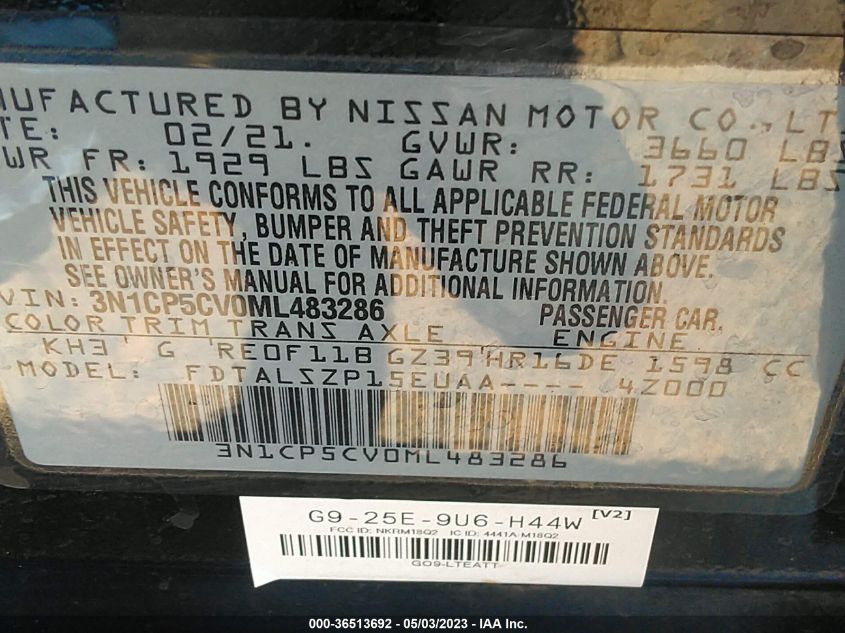 NUFACTURED BY NISSAN MOTOR CO.,LT
TE: 02/21. GVWR: 3660 LBS
WR FR: 1929 LBS GAWR RR: 1731 LBS
THIS VEHICLE CONFORMS TO ALL APPLICABLE FEDERAL MOTOR
VEHICLE SAFETY, BUMPER AND THEFT PREVENTION STANDARDS
IN EFFECT ON THE DATE OF MANUFACTURE SHOWN ABOVE.
SEE OWNER'S MANUAL FOR ADDITIONAL INFORMATION.
VIN: 3N1CP5CV0ML483286 PASSENGER CAR.
COLOR TRIM TRANS AXLE ENGINE
KH3 G RE0F11B GZ39 HR16DE 1598 CC
MODEL: FDTALSZP15EUAA---- 4Z000
3N1CP5CV0ML483286
G9-25E-9U6-H44W [V2]
FCC ID: NKRM18Q2 IC ID: 4441A-M18Q2
GO9-LTEATT
000-36513692 - 05/03/2023 - IAA Inc.